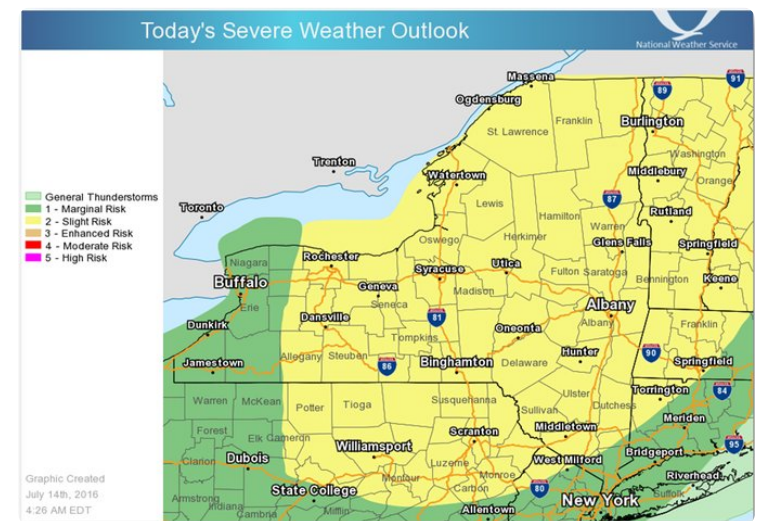 Today's Severe Weather Outlook
National Weather Service
General Thunderstorms
1 - Marginal Risk
2 - Slight Risk
3 - Enhanced Risk
4 - Moderate Risk
5 - High Risk
Graphic Created
July 14th, 2016
4:26 AM EDT
Massena
91
89
Ogdensburg
Franklin
Burlington
St. Lawrence
Washington
Trenton
Middlebury
Watertown
Orange
Toronto
Lewis
87
Rutland
Hamilton
Warren
Oswego
Herkimer
Glens Falls
Springfield
Rochester
Niagara
Utica
Syracuse
Fulton
Saratoga
Bennington
Keene
Buffalo
Geneva
Madison
Seneca
Albany
Erie
Dansville
81
Albany
Franklin
Dunkirk
Oneonta
Tompkins
Hunter
90
Allegany
Steuben
86
Binghamton
Delaware
Springfield
Jamestown
Torrington
84
Warren
McKean
Potter
Tioga
Susquehanna
Ulster
Dutchess
Sullivan
Meriden
Forest
Elk
Cameron
Scranton
Middletown
95
Williamsport
Bridgeport
Clarion
Dubois
Luzerne
West Milford
Montour
Monroe
Riverhead
State College
Carbon
80
Suffolk
Armstrong
Indiana
Cambria
Mifflin
Allentown
New York